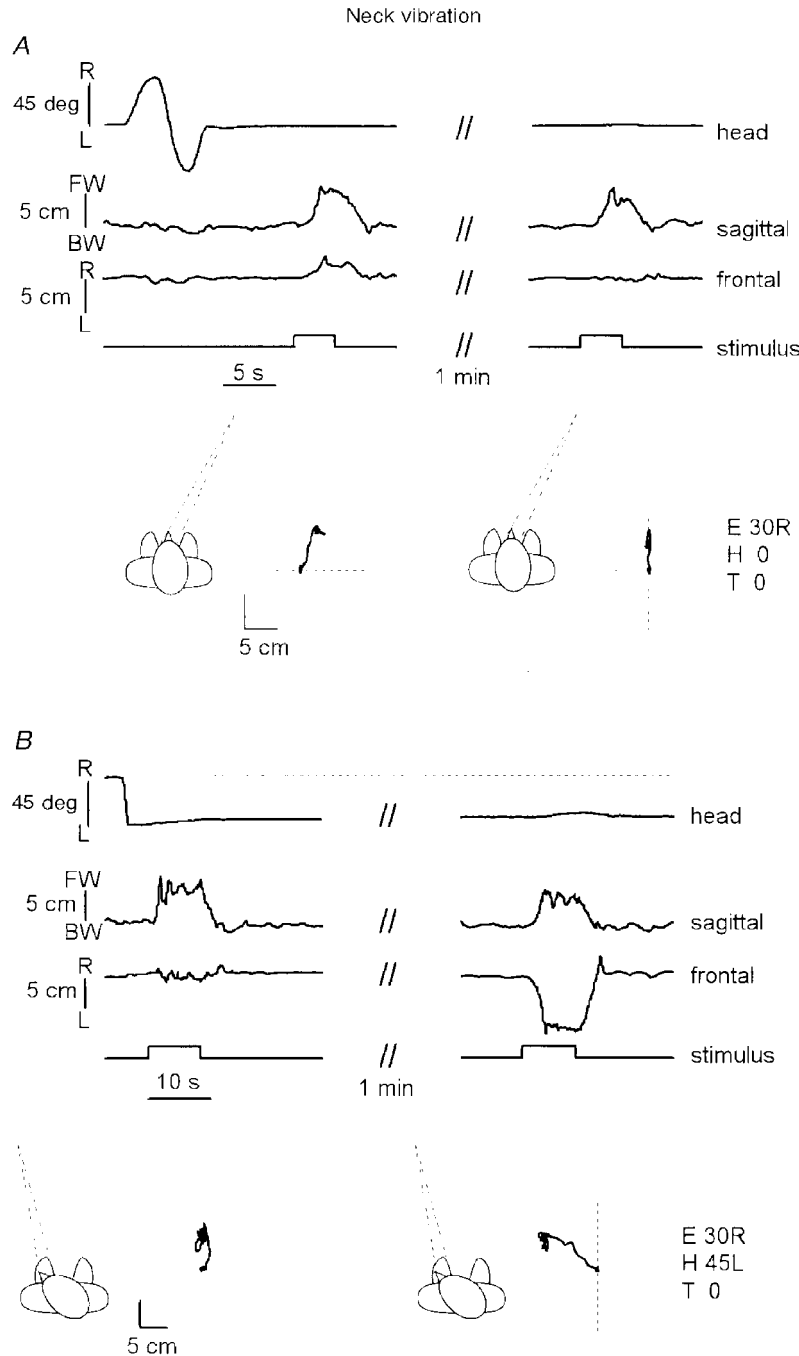 Neck vibration
A
R
45 deg
L
head
FW
5 cm
BW
sagittal
R
5 cm
L
frontal
stimulus
5 s
1 min
E 30R
H 0
T 0
5 cm
B
R
45 deg
L
head
FW
5 cm
BW
sagittal
R
5 cm
L
frontal
stimulus
10 s
1 min
E 30R
H 45L
T 0
5 cm